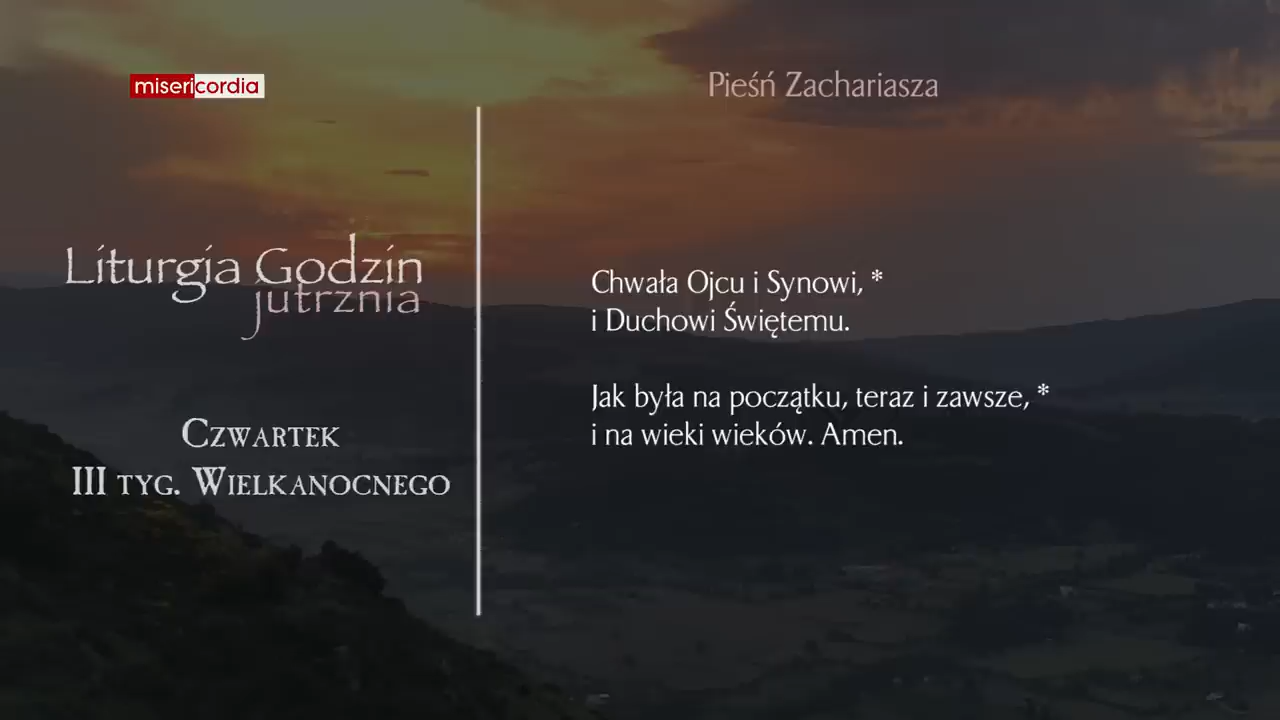 misericordia
Pieśń Zachariasza
Liturgia Godzin
jutrznia
Czwartek
III tyg. Wielkanocnego
Chwała Ojcu i Synowi, *
i Duchowi Świętemu.
Jak była na początku, teraz i zawsze, *
i na wieki wieków. Amen.